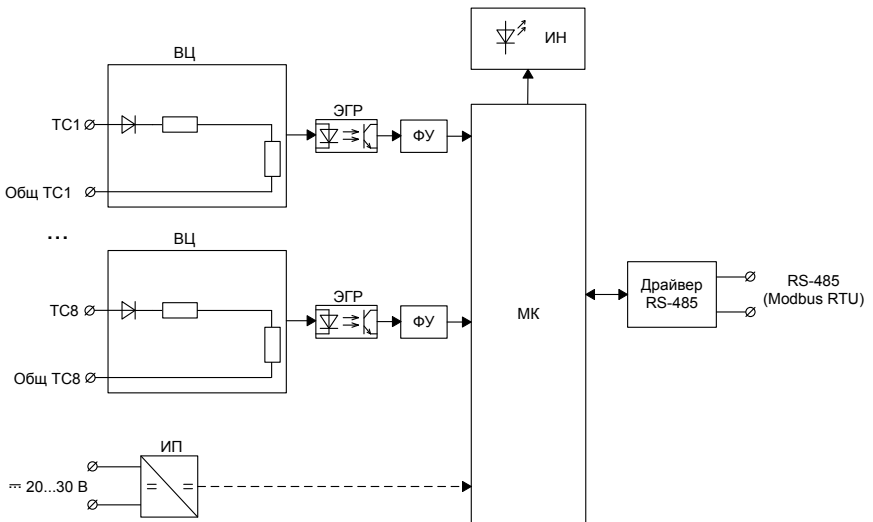 ВЦ
ИН
ЭГР
ТС1
ФУ
Общ ТС1
...
ВЦ
ЭГР
ТС8
ФУ
МК
Драйвер
RS-485
RS-485
(Modbus RTU)
Общ ТС8
ИП
⎓ 20...30 В
= =